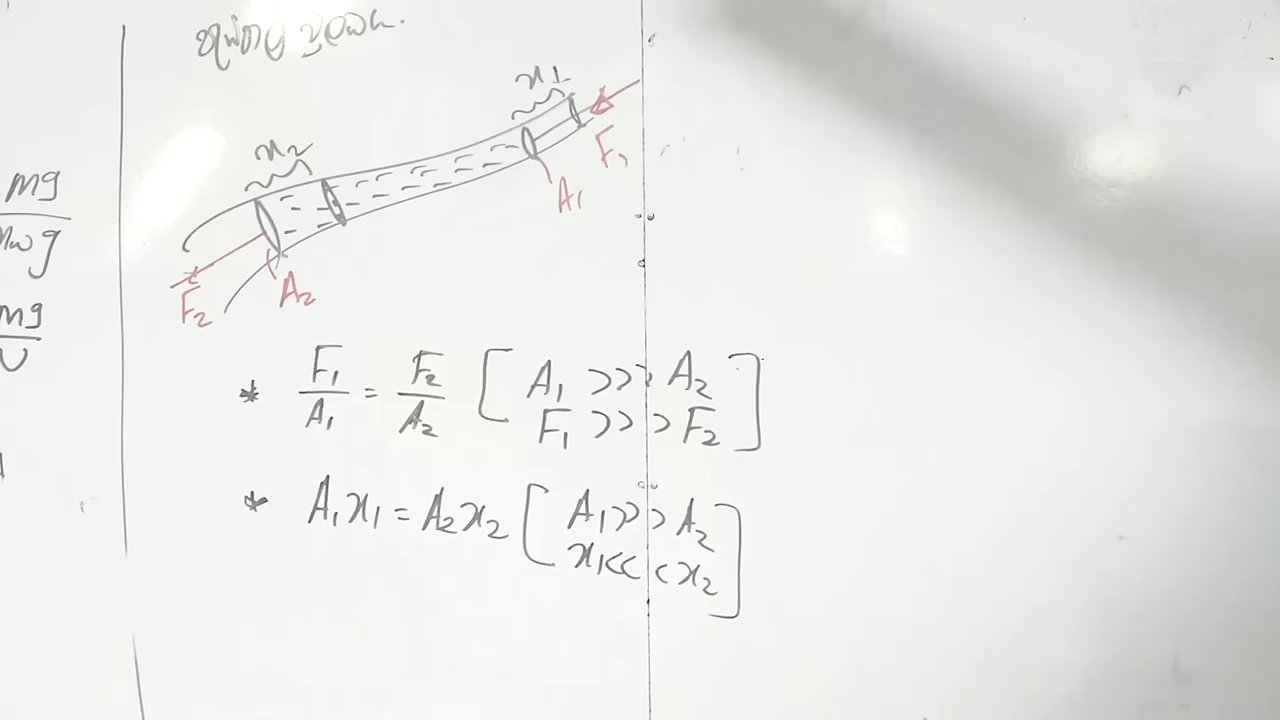 mg
g
mg
x1
F1
A1
x2
A2
F2
* F1/A1 = F2/A2 [ A1 >>> A2
F1 >>> F2 ]
* A1x1 = A2x2 [ A1 >>> A2
x1 <<< x2 ]